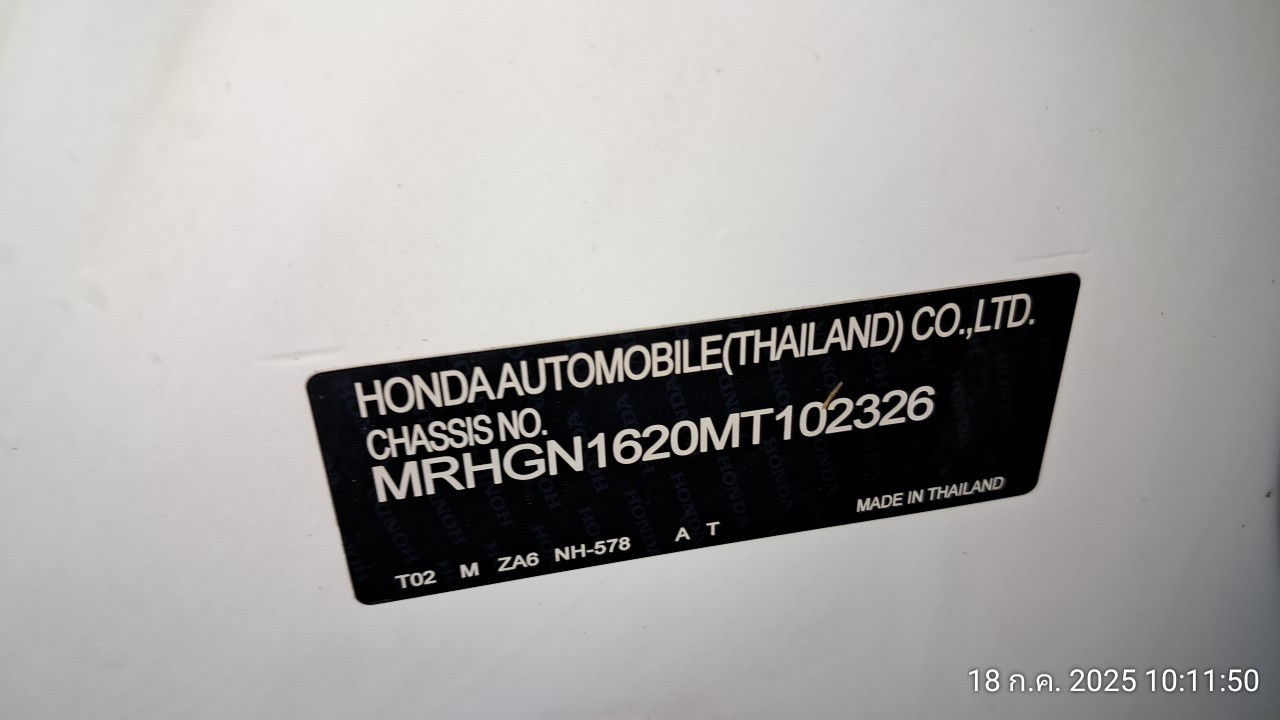 HONDA AUTOMOBILE(THAILAND) CO.,LTD.
CHASSIS NO.
MRHGN1620MT102326
MADE IN THAILAND
T02 M ZA6 NH-578 A T
18 ก.ค. 2025 10:11:50